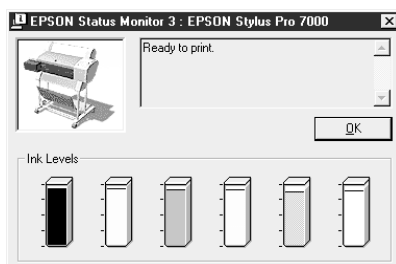 EPSON Status Monitor 3 : EPSON Stylus Pro 7000
Ready to print.
OK
Ink Levels